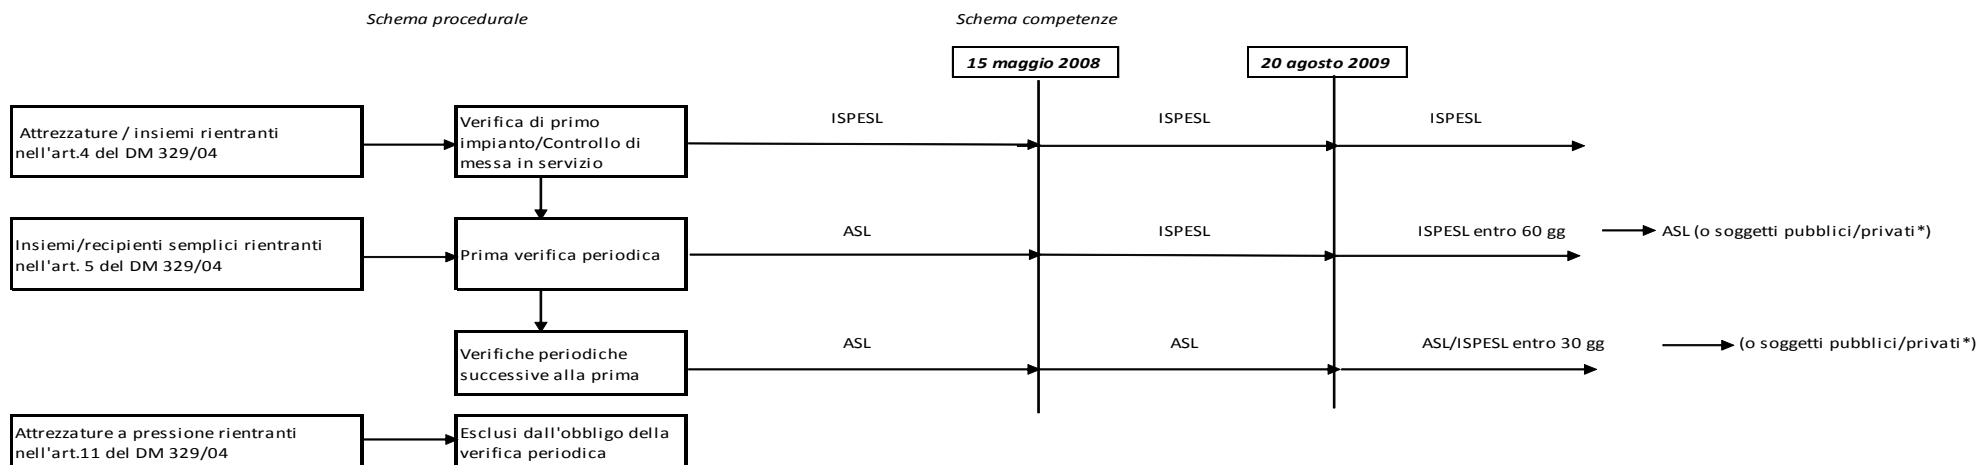 Schema procedurale
Schema competenze
15 maggio 2008
20 agosto 2009
Attrezzature / insiemi rientranti
nell'art.4 del DM 329/04
Verifica di primo
impianto/Controllo di
messa in servizio
ISPESL
ISPESL
ISPESL
Insiemi/recipienti semplici rientranti
nell'art. 5 del DM 329/04
Prima verifica periodica
ASL
ISPESL
ISPESL entro 60 gg
ASL (o soggetti pubblici/privati*)
Verifiche periodiche
successive alla prima
ASL
ASL
ASL/ISPESL entro 30 gg
(o soggetti pubblici/privati*)
Attrezzature a pressione rientranti
nell'art.11 del DM 329/04
Esclusi dall'obbligo della
verifica periodica